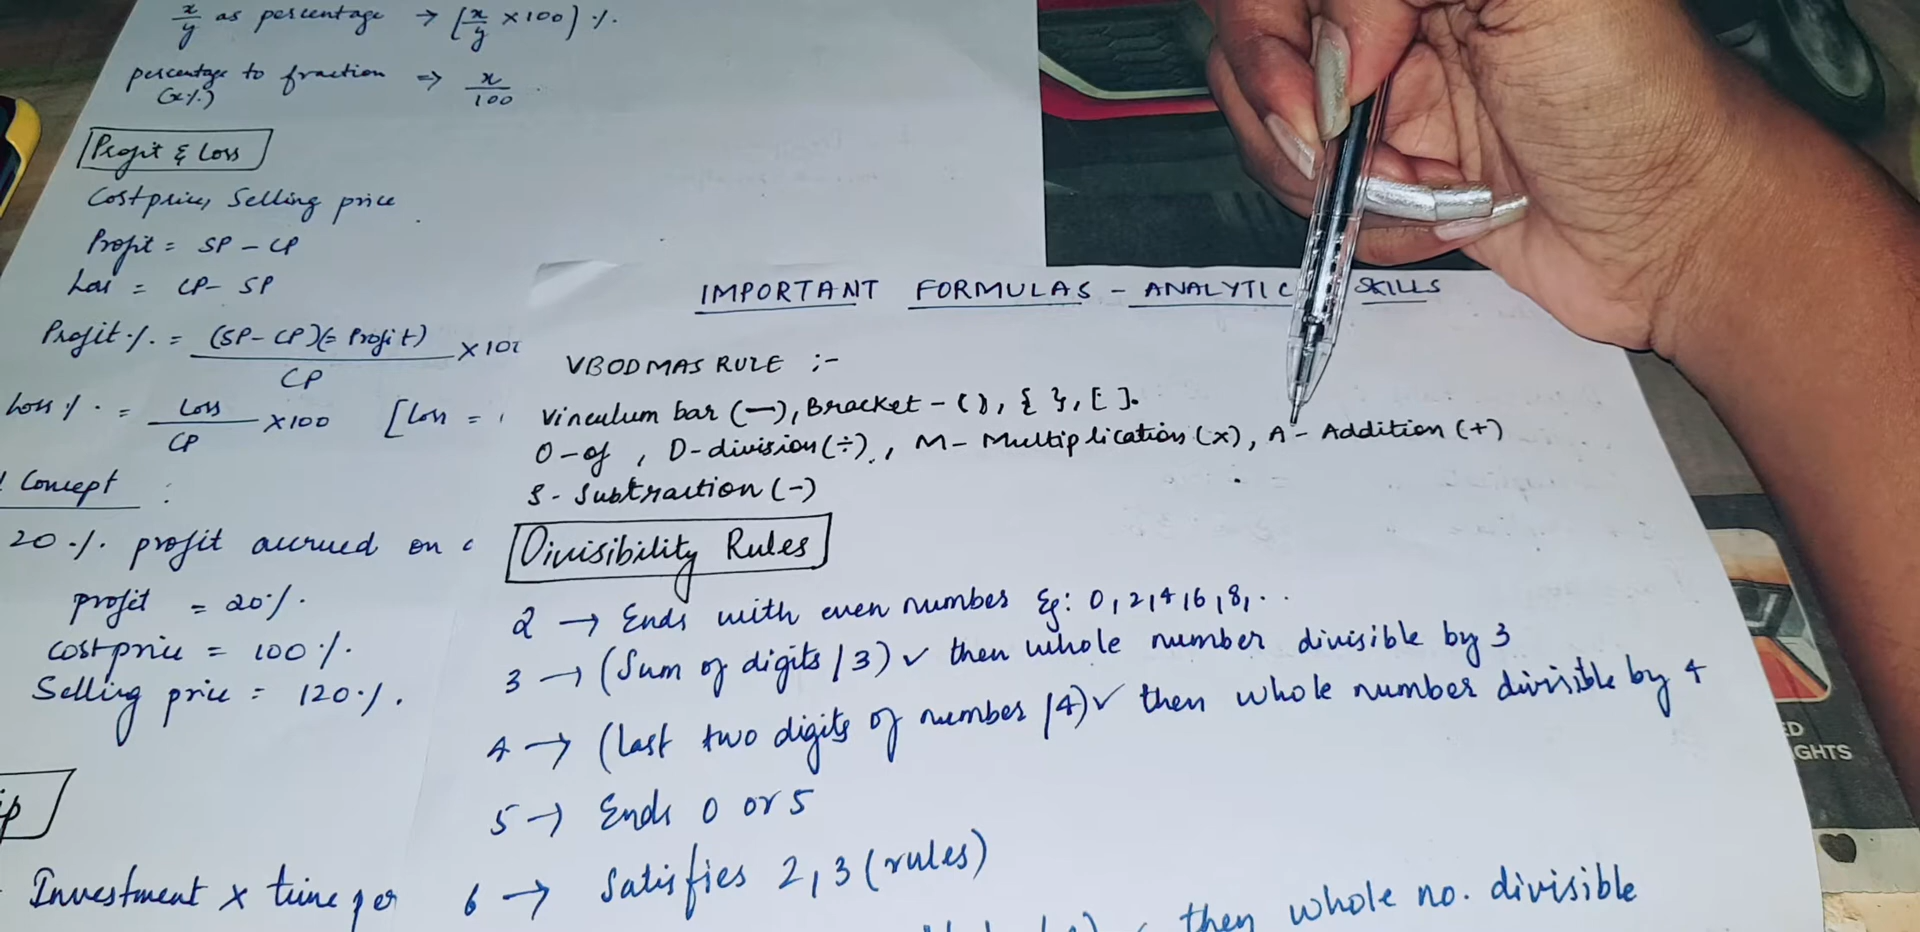 x/y as percentage → [x/y × 100] %.
percentage to fraction ⇒ x/100
(x%)
Profit & Loss
Cost price, Selling price
Profit = SP - CP
Loss = CP - SP
Profit % = (SP - CP)(= Profit) / CP × 100
Loss % = Loss / CP × 100 [Loss =
Concept :
20 % profit accrued on
profit = 20%.
cost price = 100%.
Selling price = 120%.
ip
Investment × time per
IMPORTANT FORMULAS - ANALYTIC SKILLS
VBODMAS RULE :-
Vinculum bar (—), Bracket - ( ), { }, [ ].
O - of , D - division (÷) , M - Multiplication (x), A - Addition (+)
S - Subtraction (-)
Divisibility Rules
2 → Ends with even number Eg: 0, 2, 4, 6, 8, ..
3 → (Sum of digits / 3) ✓ then whole number divisible by 3
4 → (last two digits of number /4) ✓ then whole number divisible by 4
5 → Ends 0 or 5
6 → Satisfies 2, 3 (rules)
then whole no. divisible
GHTS